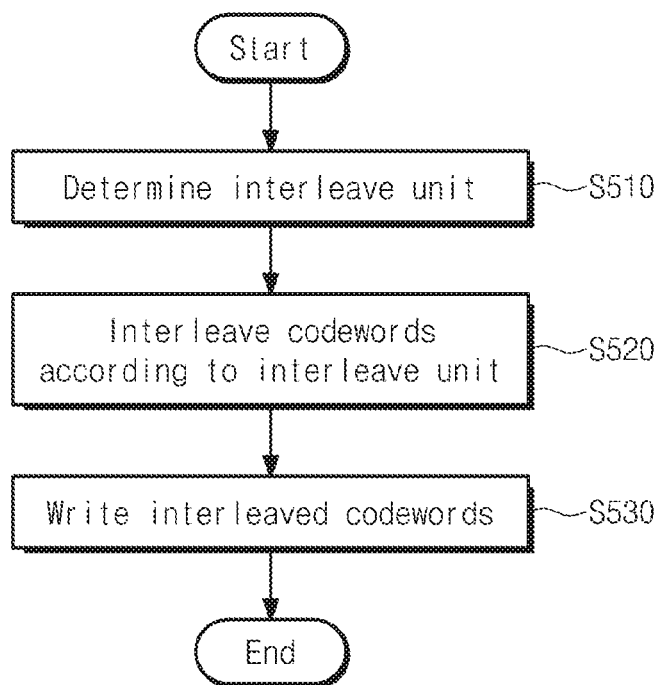 Start
Determine interleave unit
S510
Interleave codewords
according to interleave unit
S520
Write interleaved codewords
S530
End